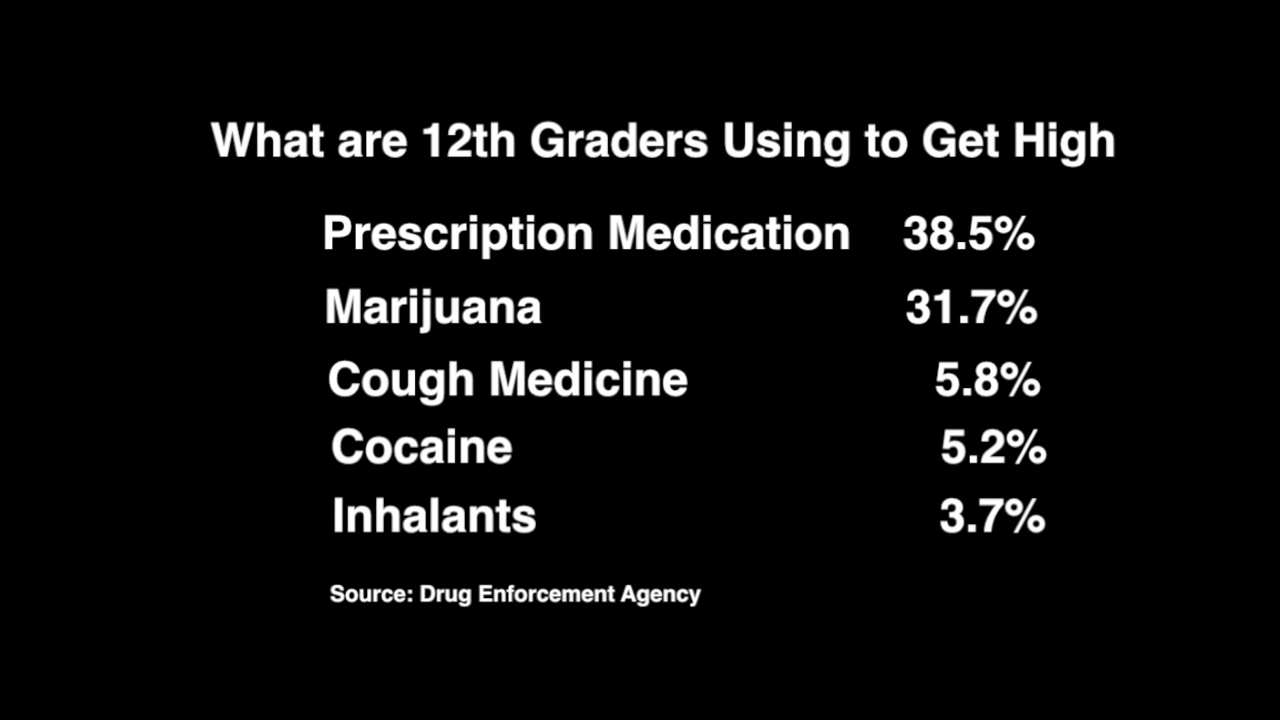 What are 12th Graders Using to Get High
Prescription Medication 38.5%
Marijuana 31.7%
Cough Medicine 5.8%
Cocaine 5.2%
Inhalants 3.7%
Source: Drug Enforcement Agency